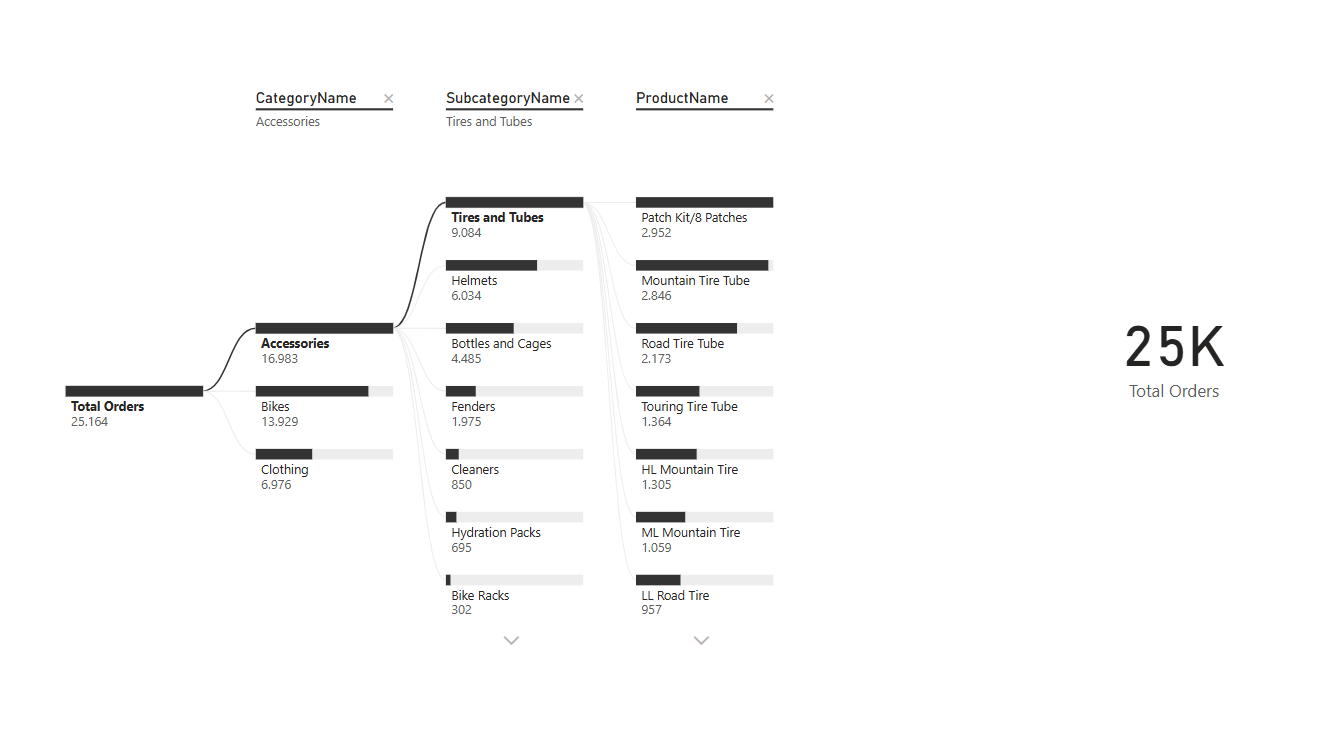 CategoryName
Accessories
SubcategoryName
Tires and Tubes
ProductName
Total Orders
25.164
Accessories
16.983
Bikes
13.929
Clothing
6.976
Tires and Tubes
9.084
Helmets
6.034
Bottles and Cages
4.485
Fenders
1.975
Cleaners
850
Hydration Packs
695
Bike Racks
302
Patch Kit/8 Patches
2.952
Mountain Tire Tube
2.846
Road Tire Tube
2.173
Touring Tire Tube
1.364
HL Mountain Tire
1.305
ML Mountain Tire
1.059
LL Road Tire
957
25K
Total Orders